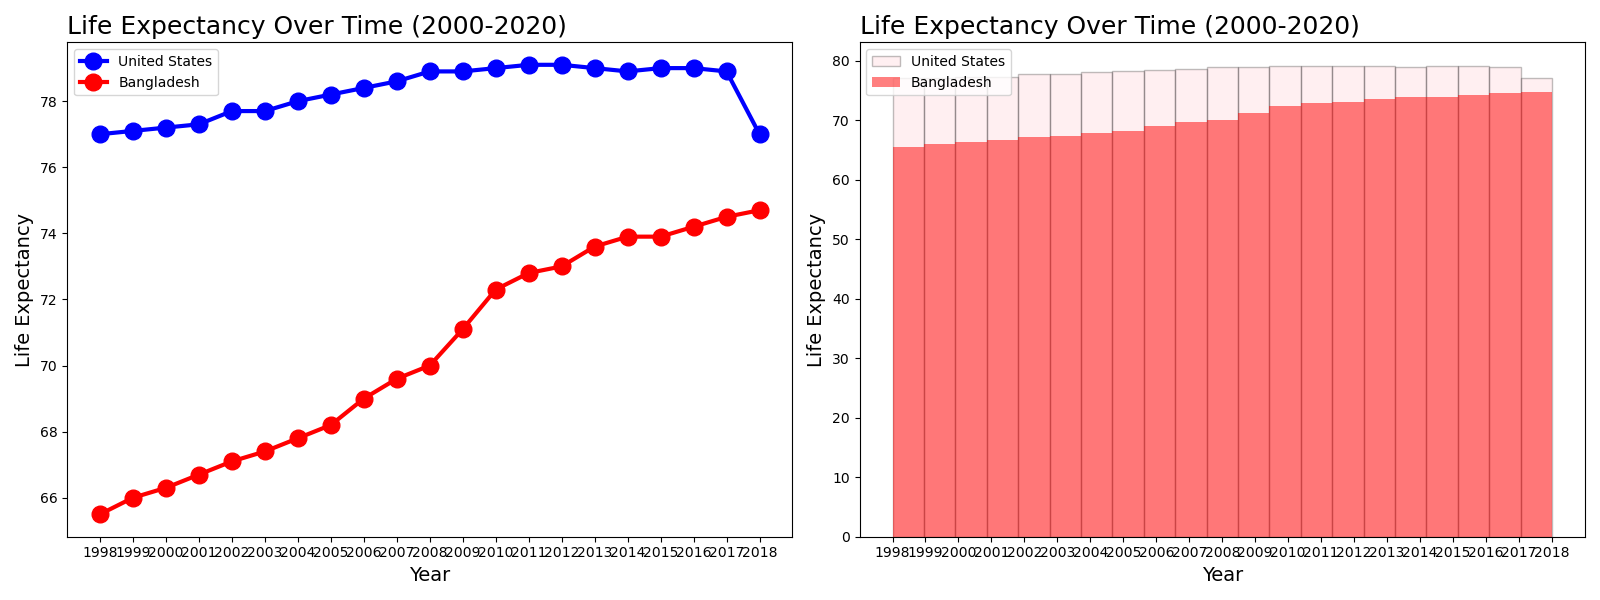 Life Expectancy Over Time (2000-2020)
United States
Bangladesh
78
76
74
72
70
68
66
Life Expectancy
1998 1999 2000 2001 2002 2003 2004 2005 2006 2007 2008 2009 2010 2011 2012 2013 2014 2015 2016 2017 2018
Year
Life Expectancy Over Time (2000-2020)
United States
Bangladesh
80
70
60
50
40
30
20
10
0
Life Expectancy
1998 1999 2000 2001 2002 2003 2004 2005 2006 2007 2008 2009 2010 2011 2012 2013 2014 2015 2016 2017 2018
Year